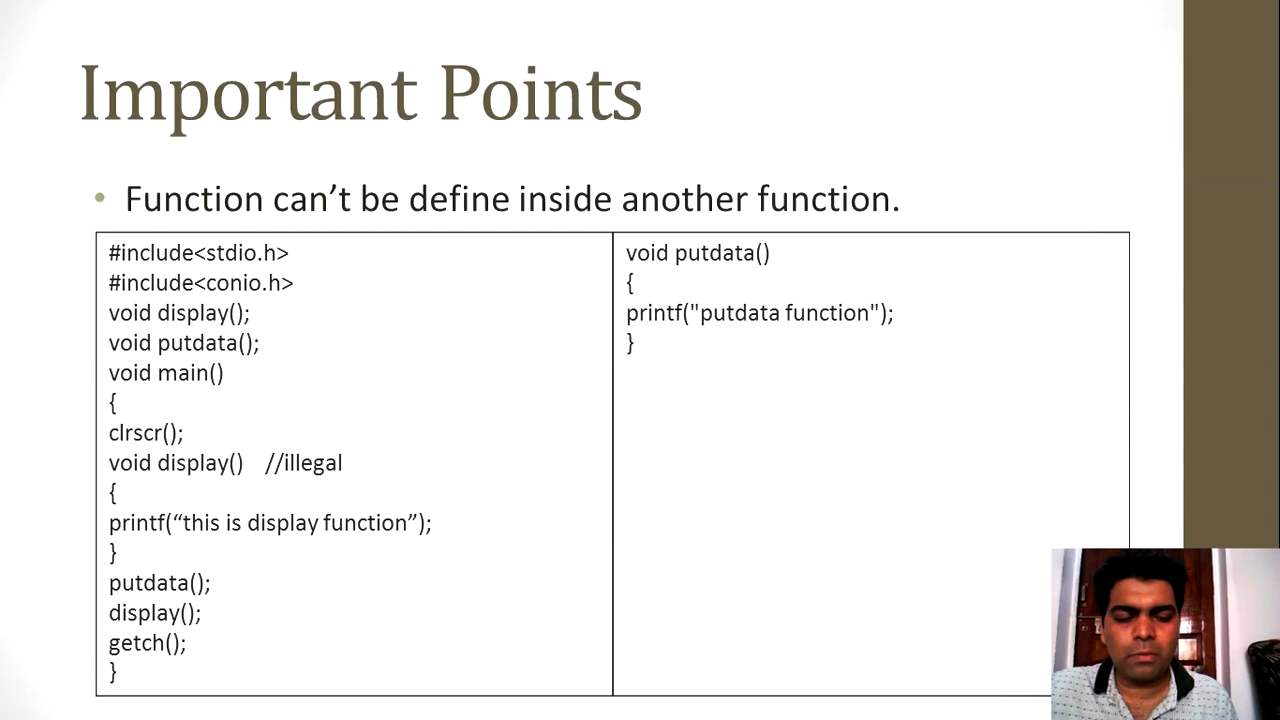 Important Points
• Function can’t be define inside another function.
#include<stdio.h>
#include<conio.h>
void display();
void putdata();
void main()
{
clrscr();
void display()    //illegal
{
printf(“this is display function”);
}
putdata();
display();
getch();
}
void putdata()
{
printf("putdata function");
}